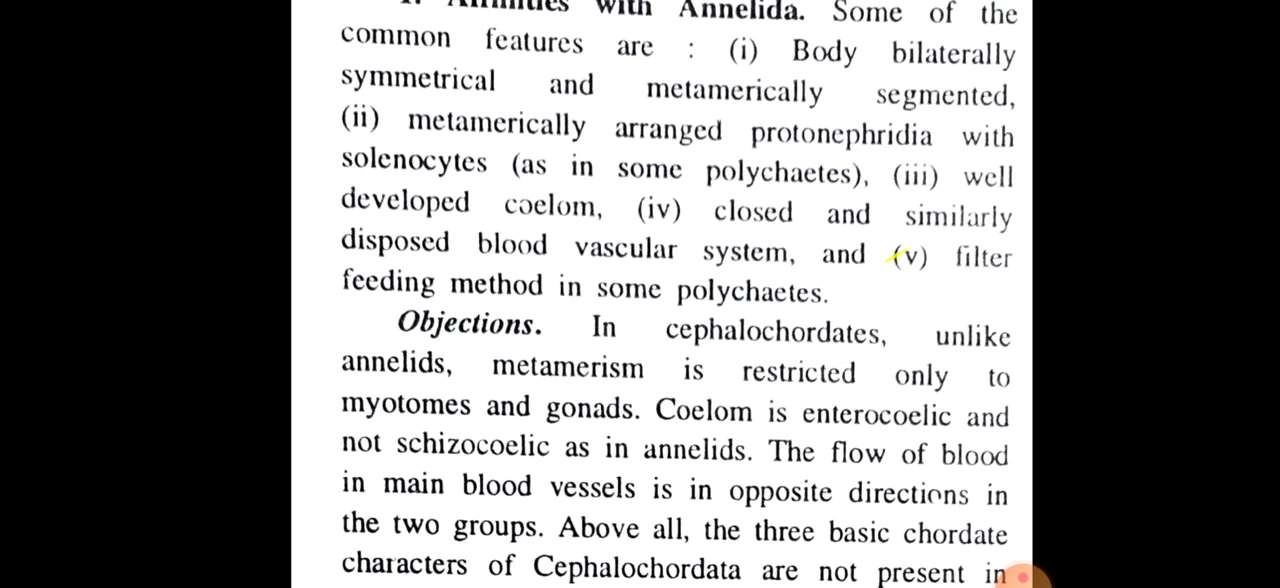 1. Affinities with Annelida. Some of the
common features are : (i) Body bilaterally
symmetrical and metamerically segmented,
(ii) metamerically arranged protonephridia with
solenocytes (as in some polychaetes), (iii) well
developed coelom, (iv) closed and similarly
disposed blood vascular system, and (v) filter
feeding method in some polychaetes.
Objections. In cephalochordates, unlike
annelids, metamerism is restricted only to
myotomes and gonads. Coelom is enterocoelic and
not schizocoelic as in annelids. The flow of blood
in main blood vessels is in opposite directions in
the two groups. Above all, the three basic chordate
characters of Cephalochordata are not present in